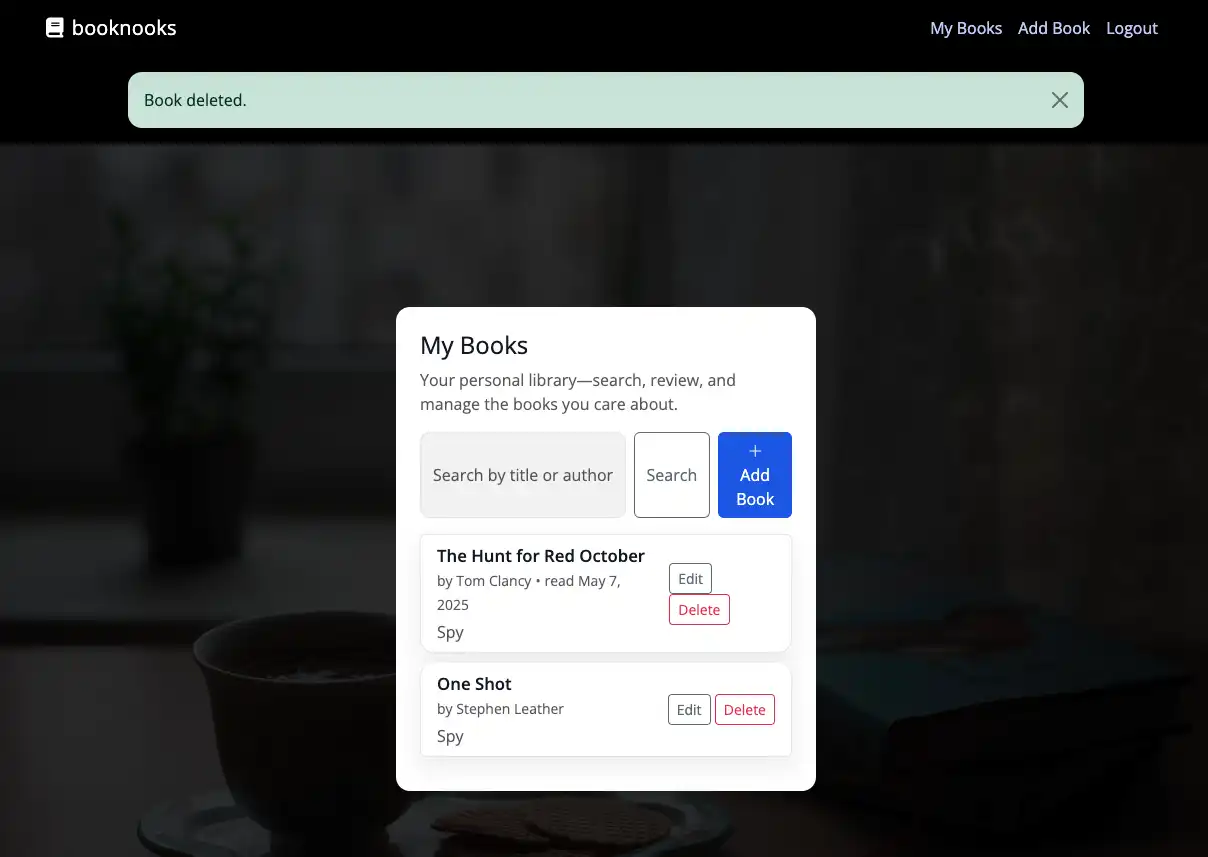 booknooks
My Books Add Book Logout
Book deleted.
My Books
Your personal library—search, review, and
manage the books you care about.
Search by title or author
Search
+
Add
Book
The Hunt for Red October
by Tom Clancy • read May 7,
2025
Spy
Edit
Delete
One Shot
by Stephen Leather
Spy
Edit Delete